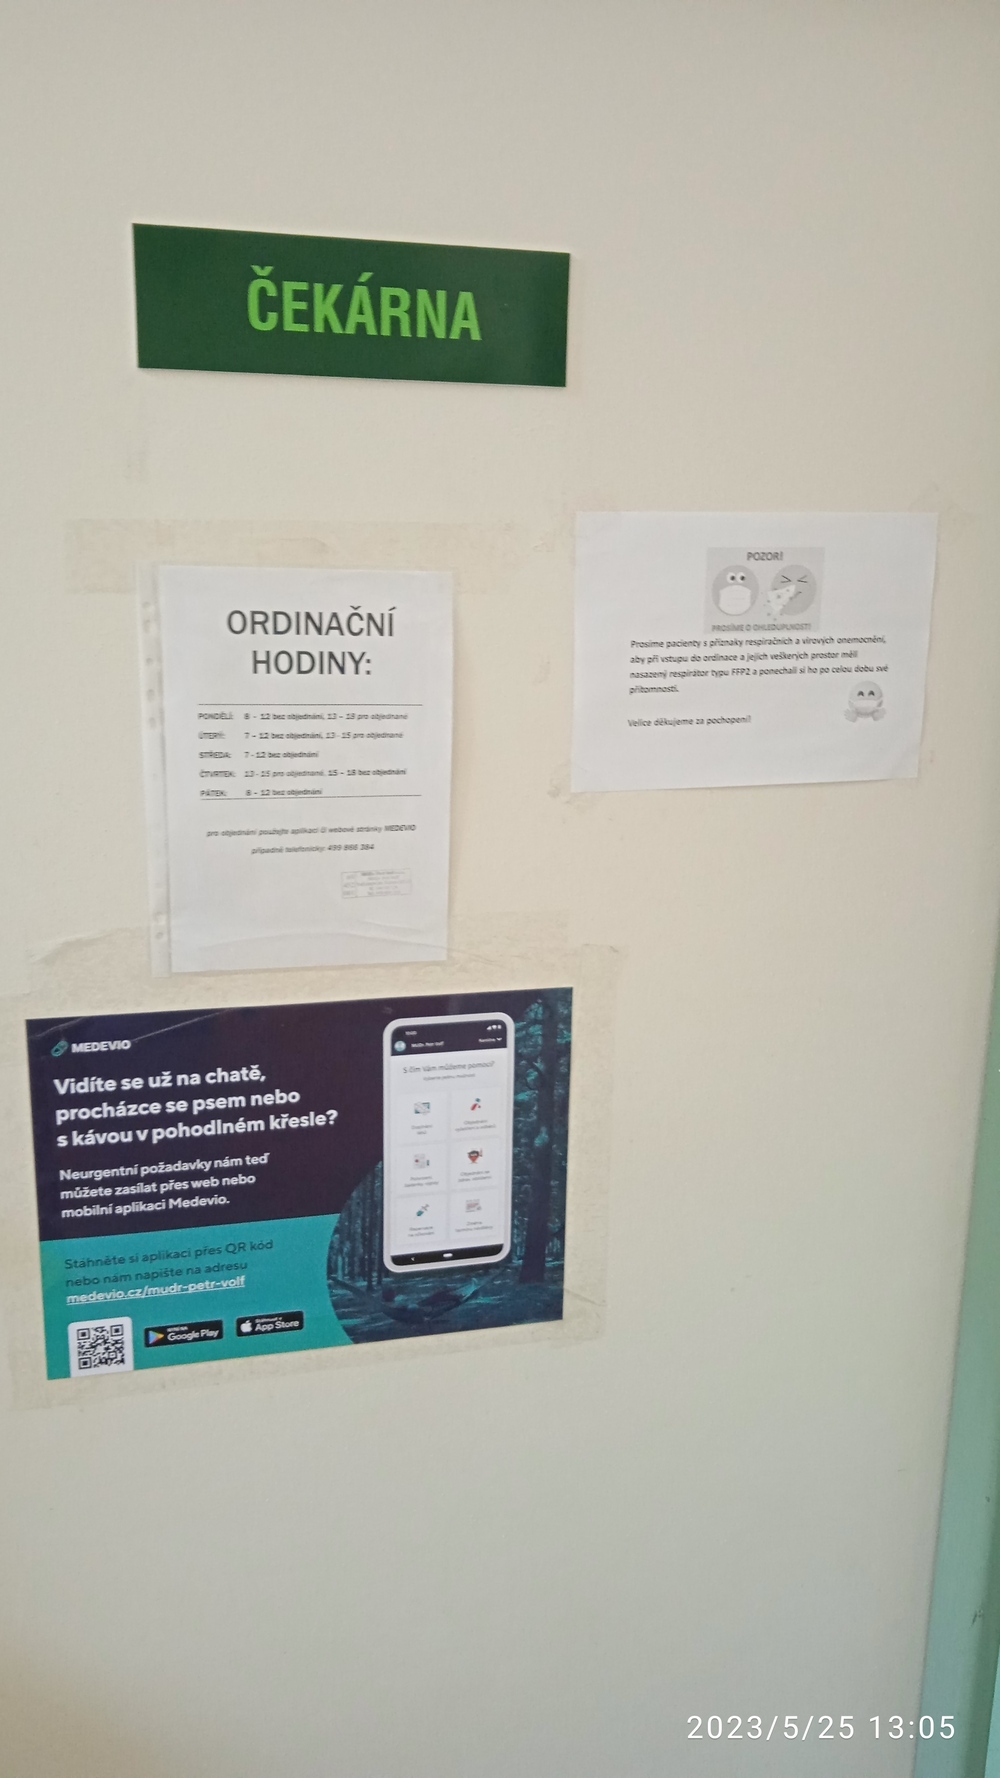 ČEKÁRNA
ORDINAČNÍ
HODINY:
PONDĚLÍ: 8 - 12 bez objednání, 13 - 18 pro objednané
ÚTERÝ: 7 - 12 bez objednání, 13 - 15 pro objednané
STŘEDA: 7 - 12 bez objednání
ČTVRTEK: 13 - 15 pro objednané, 15 - 18 bez objednání
PÁTEK: 8 - 12 bez objednání
pro objednání použejte aplikaci či webové stránky MEDEVIO
případně telefonicky: 499 866 384
POZOR!
PROSÍME O OHLEDUPLNOST!
Prosíme pacienty s příznaky respiračních a virových onemocnění,
aby při vstupu do ordinace a jejích veškerých prostor měli
nasazený respirátor typu FFP2 a ponechali si ho po celou dobu své
přítomnosti.
Velice děkujeme za pochopení!
MEDEVIO
Vidíte se už na chatě,
procházce se psem nebo
s kávou v pohodlném křesle?
Neurgentní požadavky nám teď
můžete zasílat přes web nebo
mobilní aplikaci Medevio.
Stáhněte si aplikaci přes QR kód
nebo nám napište na adresu
medevio.cz/mudr-petr-volf
Google Play
App Store
S čím Vám můžeme pomoci?
2023/5/25 13:05